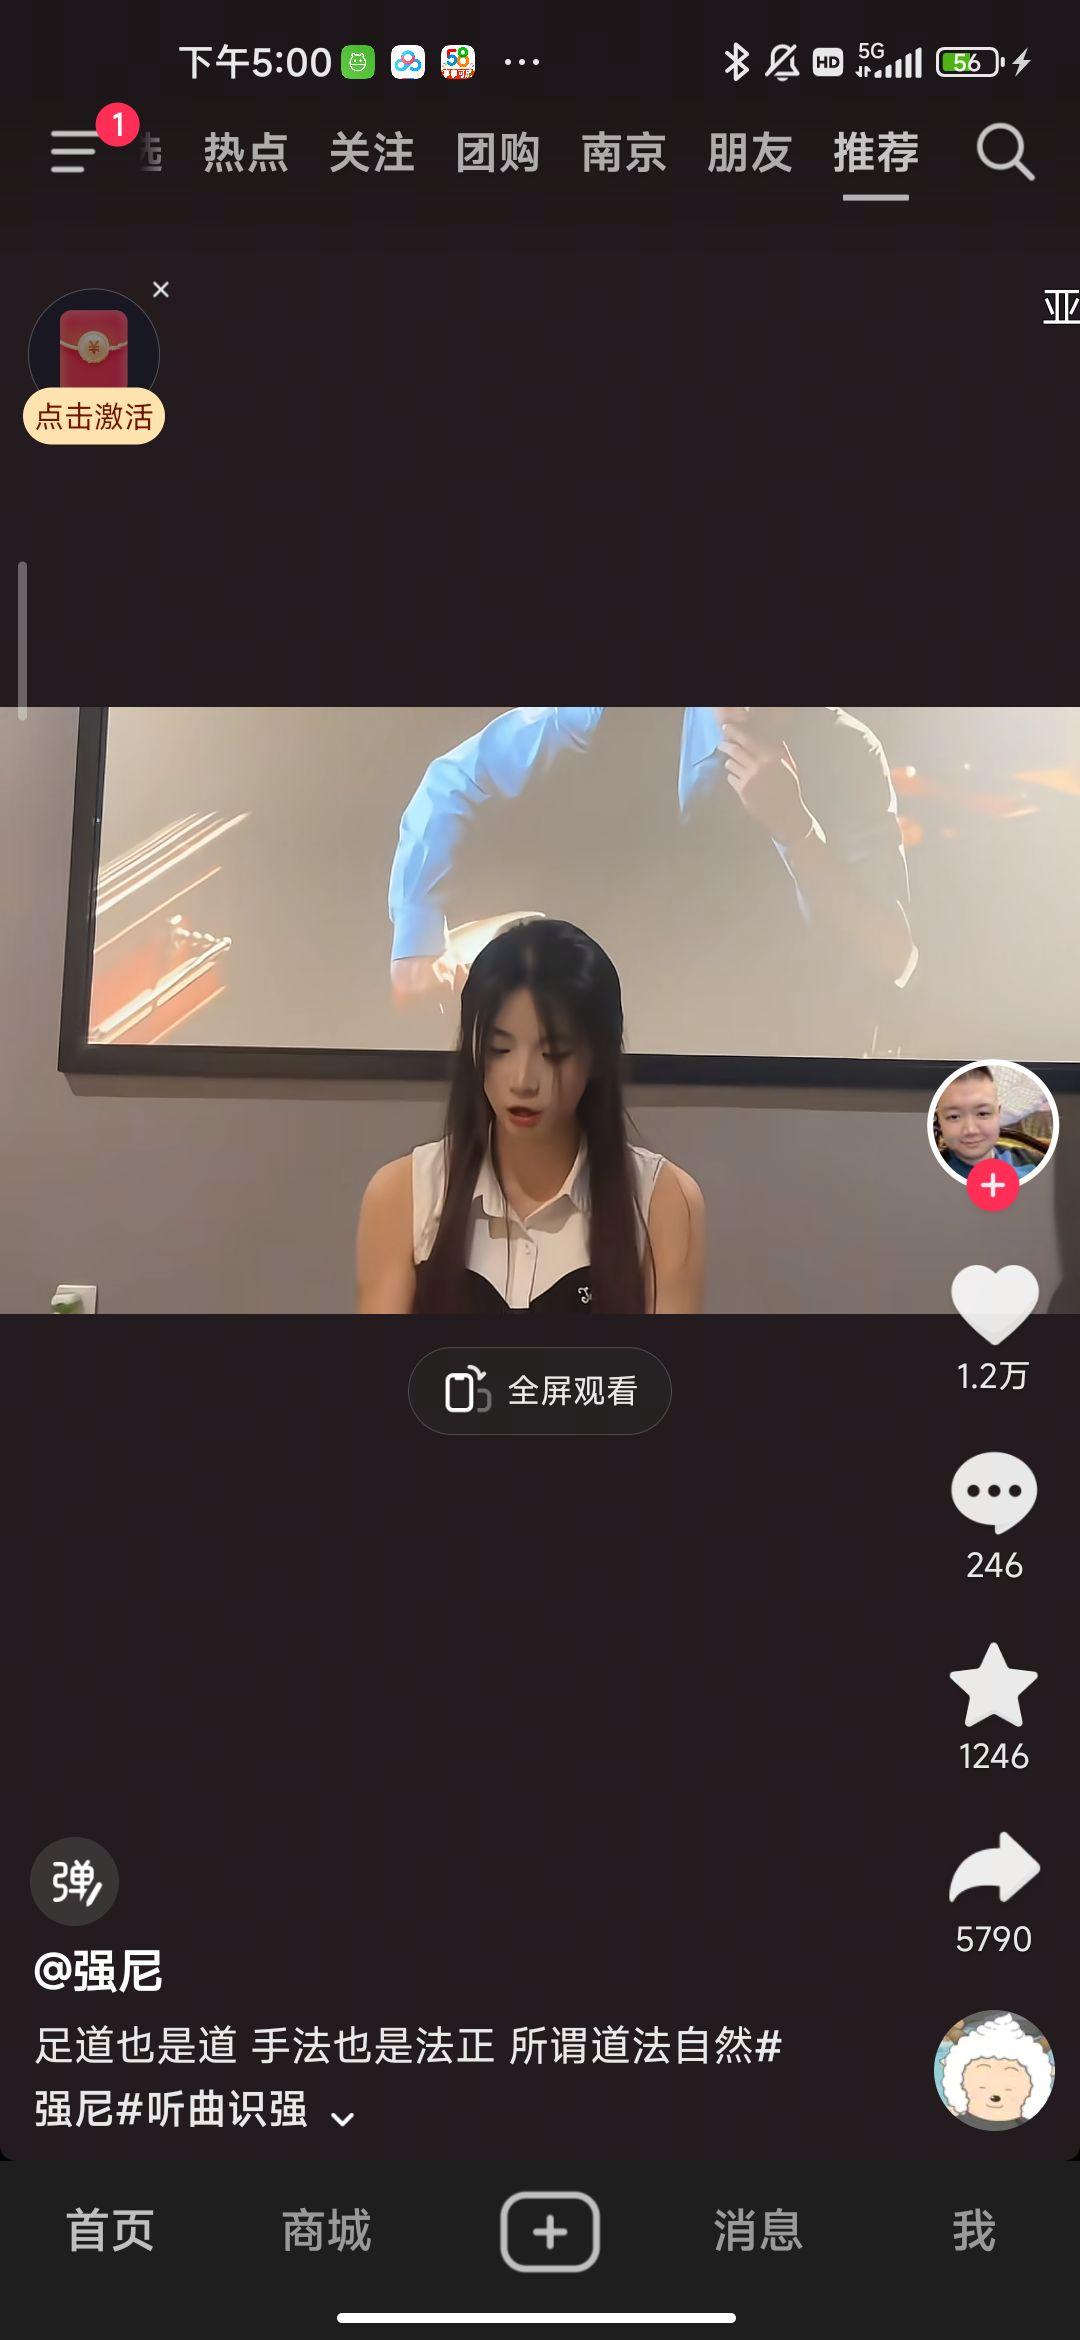 下午5:00
HD
5G
56
1
选 热点 关注 团购 南京 朋友 推荐
亚
¥
点击激活
全屏观看
1.2万
246
1246
5790
弹
@强尼
足道也是道 手法也是法正 所谓道法自然#
强尼#听曲识强
首页 商城 消息 我